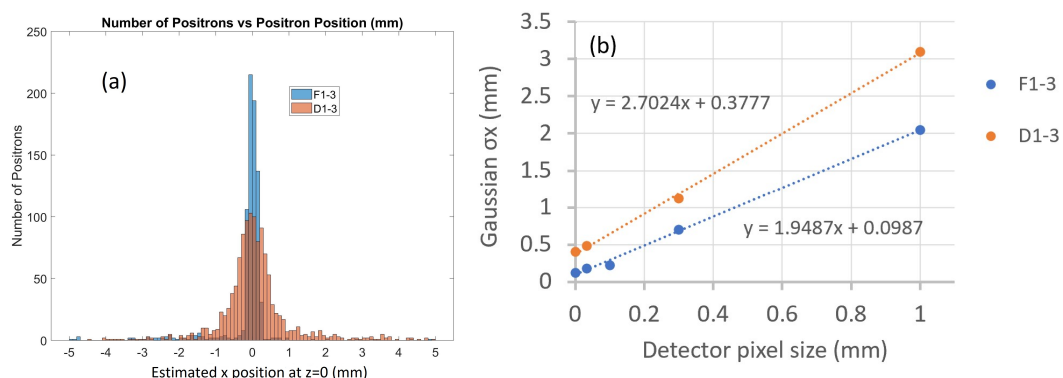 Number of Positrons vs Positron Position (mm)
250
200
150
100
50
0
Number of Positrons
(a)
F1-3
D1-3
-5 -4 -3 -2 -1 0 1 2 3 4 5
Estimated x position at z=0 (mm)
(b)
3.5
3
2.5
2
1.5
1
0.5
0
Gaussian σx (mm)
y = 2.7024x + 0.3777
y = 1.9487x + 0.0987
0 0.2 0.4 0.6 0.8 1
Detector pixel size (mm)
F1-3
D1-3